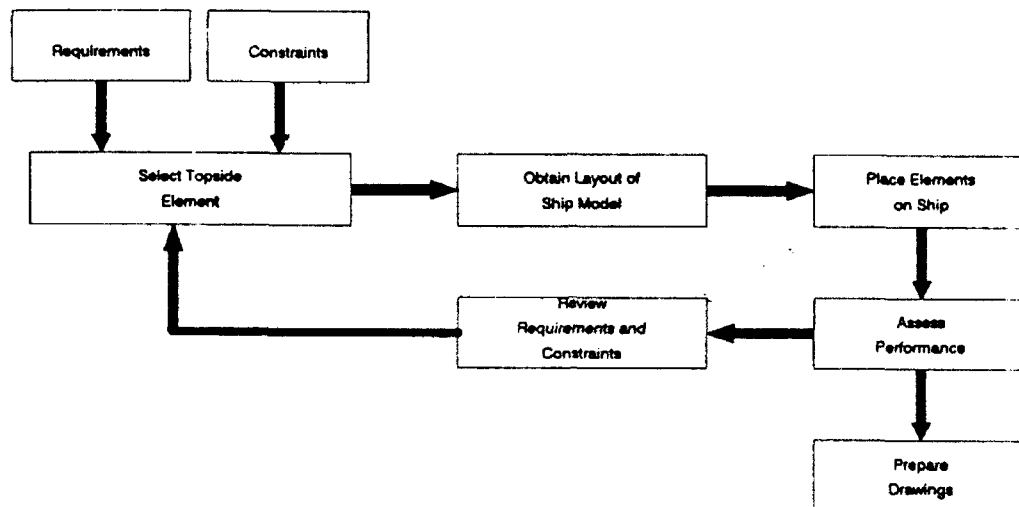 Requirements
Constraints
Select Topside
Element
Obtain Layout of
Ship Model
Place Elements
on Ship
Review
Requirements and
Constraints
Assess
Performance
Prepare
Drawings